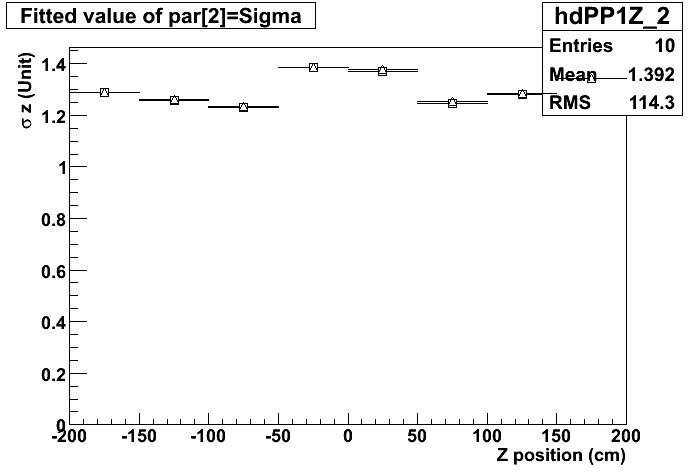 Fitted value of par[2]=Sigma
hdPP1Z_2
Entries 10
Mean 1.392
RMS 114.3
σ z (Unit)
1.4
1.2
1
0.8
0.6
0.4
0.2
0
-200 -150 -100 -50 0 50 100 150 200
Z position (cm)